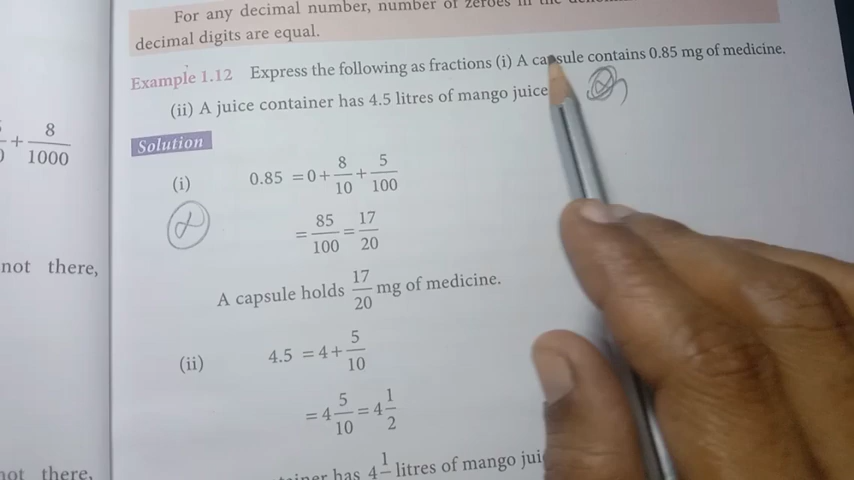 For any decimal number, number of zeroes in the
decimal digits are equal.
Example 1.12 Express the following as fractions (i) A capsule contains 0.85 mg of medicine.
(ii) A juice container has 4.5 litres of mango juice
Solution
(i) 0.85 = 0 + 8/10 + 5/100
= 85/100 = 17/20
A capsule holds 17/20 mg of medicine.
(ii) 4.5 = 4 + 5/10
= 4 5/10 = 4 1/2
has 4 1/ litres of mango
+ 8/1000
not there,
not there,